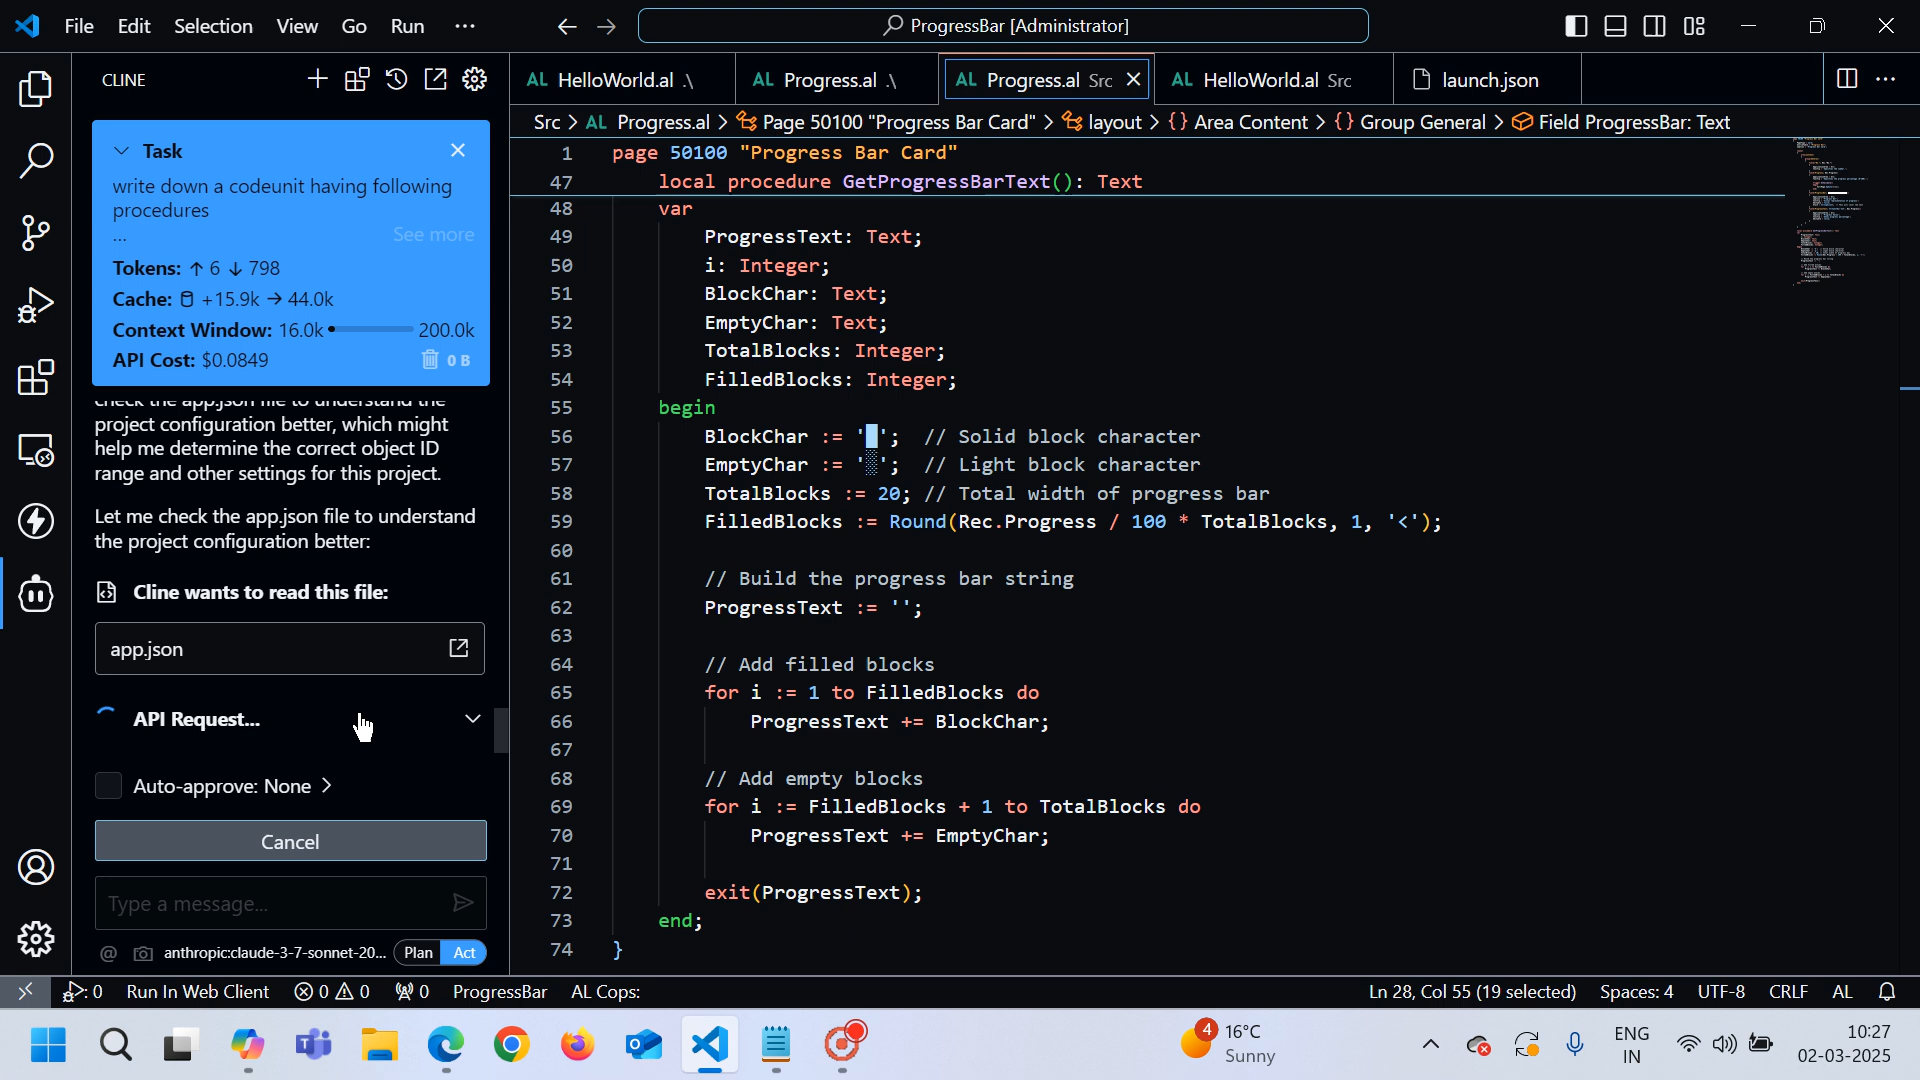 File Edit Selection View Go Run ···
ProgressBar [Administrator]
CLINE
AL HelloWorld.al .\
AL Progress.al .\
AL Progress.al Src
AL HelloWorld.al Src
launch.json
Src > AL Progress.al > Page 50100 "Progress Bar Card" > layout > {} Area Content > {} Group General > Field ProgressBar: Text
Task
write down a codeunit having following
procedures
...
See more
Tokens: ↑ 6 ↓ 798
Cache: +15.9k → 44.0k
Context Window: 16.0k 200.0k
API Cost: $0.0849
0 B
check the app.json file to understand the
project configuration better, which might
help me determine the correct object ID
range and other settings for this project.
Let me check the app.json file to understand
the project configuration better:
Cline wants to read this file:
app.json
API Request...
Auto-approve: None >
Cancel
Type a message...
@ anthropic:claude-3-7-sonnet-20... Plan Act
1 page 50100 "Progress Bar Card"
47 local procedure GetProgressBarText(): Text
48 var
49 ProgressText: Text;
50 i: Integer;
51 BlockChar: Text;
52 EmptyChar: Text;
53 TotalBlocks: Integer;
54 FilledBlocks: Integer;
55 begin
56 BlockChar := '█'; // Solid block character
57 EmptyChar := '░'; // Light block character
58 TotalBlocks := 20; // Total width of progress bar
59 FilledBlocks := Round(Rec.Progress / 100 * TotalBlocks, 1, '<');
60
61 // Build the progress bar string
62 ProgressText := '';
63
64 // Add filled blocks
65 for i := 1 to FilledBlocks do
66 ProgressText += BlockChar;
67
68 // Add empty blocks
69 for i := FilledBlocks + 1 to TotalBlocks do
70 ProgressText += EmptyChar;
71
72 exit(ProgressText);
73 end;
74 }
0 Run In Web Client 0 0 0 ProgressBar AL Cops:
Ln 28, Col 55 (19 selected) Spaces: 4 UTF-8 CRLF AL
4
16°C
Sunny
ENG
IN
10:27
02-03-2025